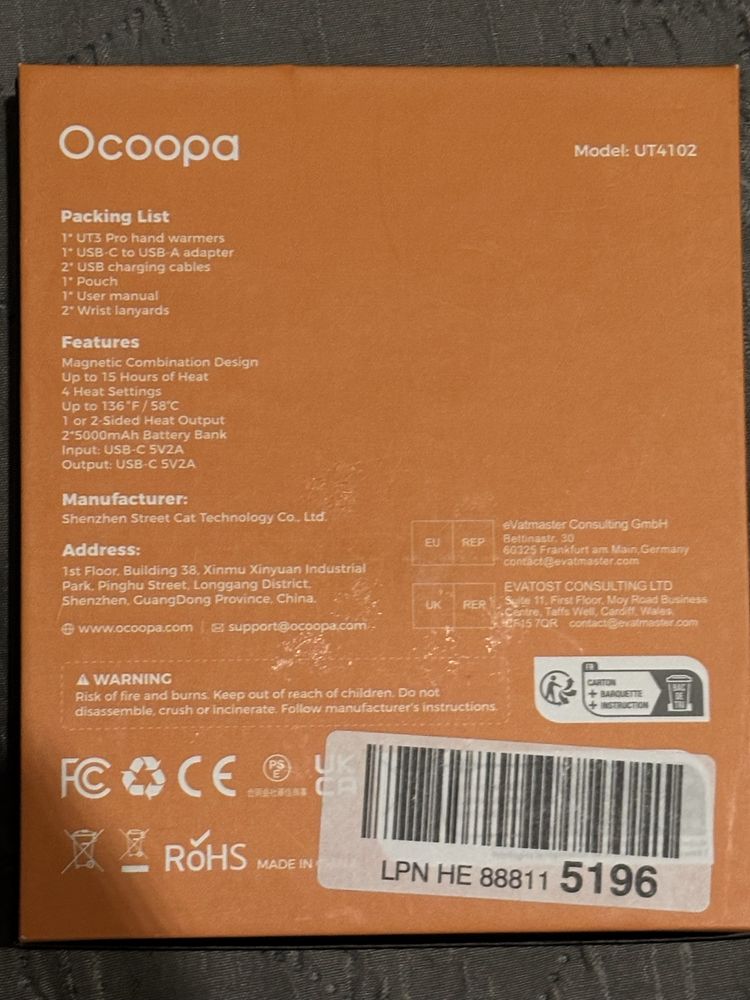 Ocoopa
Model: UT4102
Packing List
1* UT3 Pro hand warmers
1* USB-C to USB-A adapter
2* USB charging cables
1* Pouch
1* User manual
2* Wrist lanyards
Features
Magnetic Combination Design
Up to 15 Hours of Heat
4 Heat Settings
Up to 136°F / 58°C
1 or 2-Sided Heat Output
2*5000mAh Battery Bank
Input: USB-C 5V2A
Output: USB-C 5V2A
Manufacturer:
Shenzhen Street Cat Technology Co., Ltd.
Address:
1st Floor, Building 38, Xinmu Xinyuan Industrial
Park, Pinghu Street, Longgang District,
Shenzhen, GuangDong Province, China.
www.ocoopa.com | support@ocoopa.com
EU REP
eVatmaster Consulting GmbH
Bettinastr. 30
60325 Frankfurt am Main,Germany
contact@evatmaster.com
UK REP
EVATOST CONSULTING LTD
Suite 11, First Floor, Moy Road Business
Centre, Taffs Well, Cardiff, Wales,
CF15 7QR contact@evatmaster.com
WARNING
Risk of fire and burns. Keep out of reach of children. Do not
disassemble, crush or incinerate. Follow manufacturer's instructions.
FR
CARTON
+ BARQUETTE
+ INSTRUCTION
BAC
DE
TRI
FC CE
PS
E
UK
CA
RoHS
MADE IN
LPN HE 88811 5196